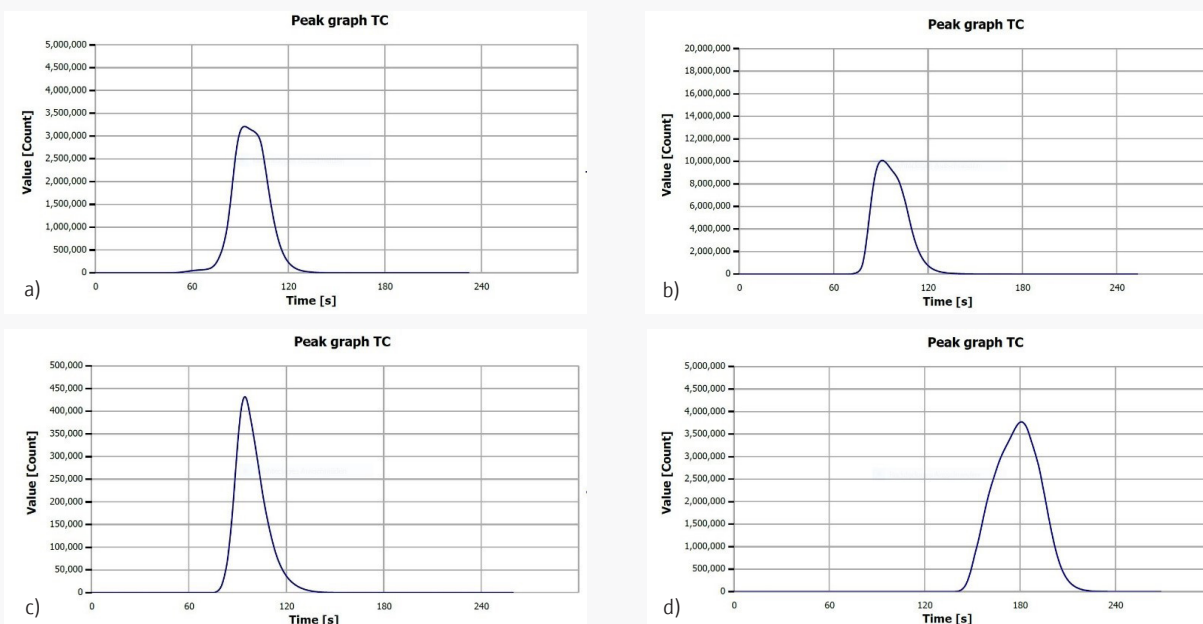 Peak graph TC
Value [Count]
5,000,000
4,500,000
4,000,000
3,500,000
3,000,000
2,500,000
2,000,000
1,500,000
1,000,000
500,000
0
0 60 120 180 240
Time [s]
a)
Peak graph TC
Value [Count]
20,000,000
18,000,000
16,000,000
14,000,000
12,000,000
10,000,000
8,000,000
6,000,000
4,000,000
2,000,000
0
0 60 120 180 240
Time [s]
b)
Peak graph TC
Value [Count]
500,000
450,000
400,000
350,000
300,000
250,000
200,000
150,000
100,000
50,000
0
0 60 120 180 240
Time [s]
c)
Peak graph TC
Value [Count]
5,000,000
4,500,000
4,000,000
3,500,000
3,000,000
2,500,000
2,000,000
1,500,000
1,000,000
500,000
0
0 60 120 180 240
Time [s]
d)